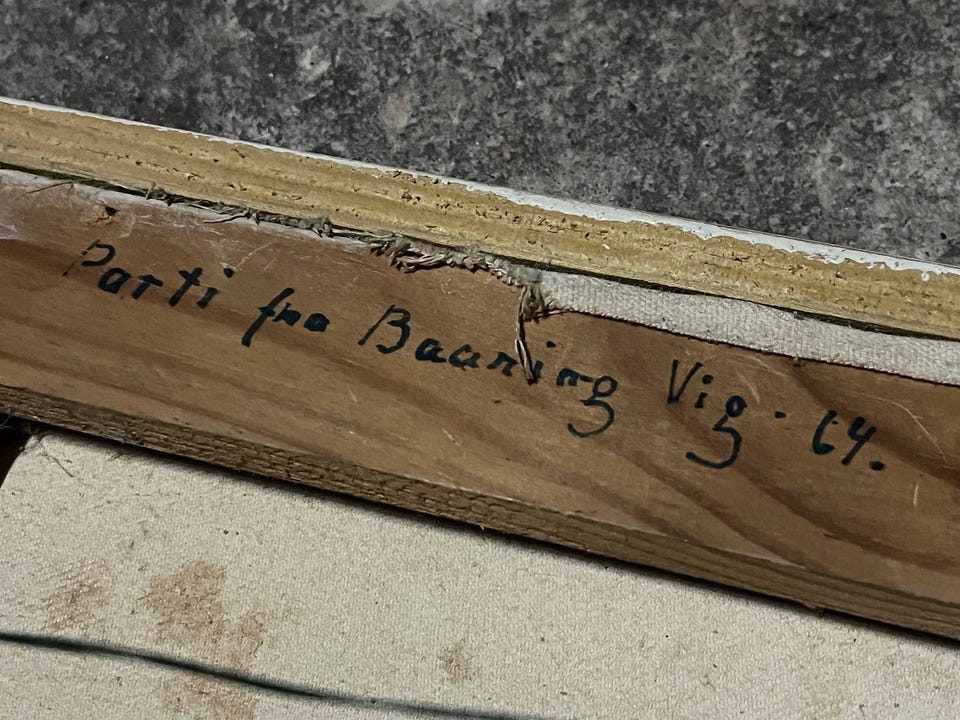 Parti fra Baaring Vig - 64.